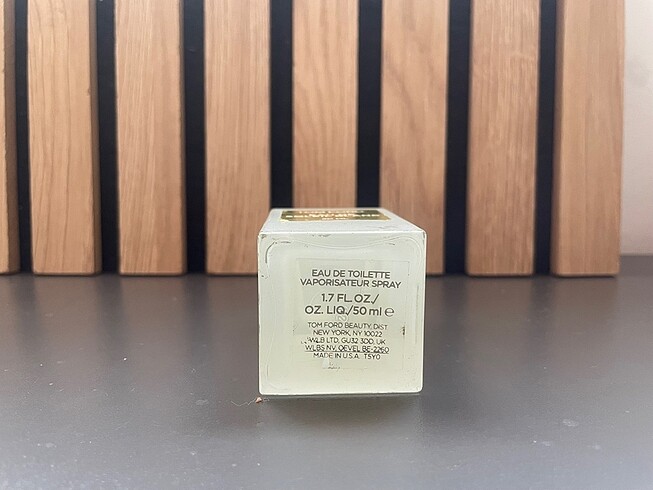 EAU DE TOILETTE
VAPORISATEUR SPRAY
1.7 FL.OZ./
OZ. LIQ./50 ml ℮
TOM FORD BEAUTY, DIST
NEW YORK, NY 10022
WLB LTD, GU32 3DD, UK
WLBS NV, OEVEL BE-2260
MADE IN U.S.A. T5Y0